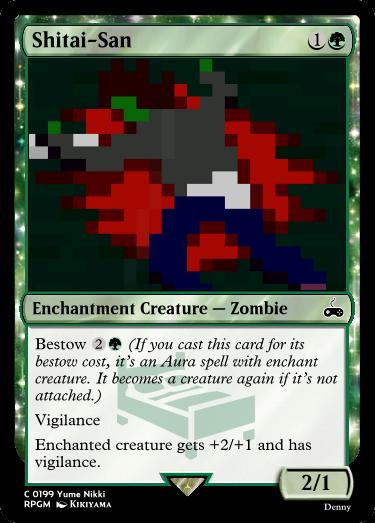 Shitai-San 1
Enchantment Creature — Zombie
Bestow 2 (If you cast this card for its
bestow cost, it's an Aura spell with enchant
creature. It becomes a creature again if it's not
attached.)
Vigilance
Enchanted creature gets +2/+1 and has
vigilance.
2/1
C 0199 Yume Nikki
RPGM KIKIYAMA
Denny